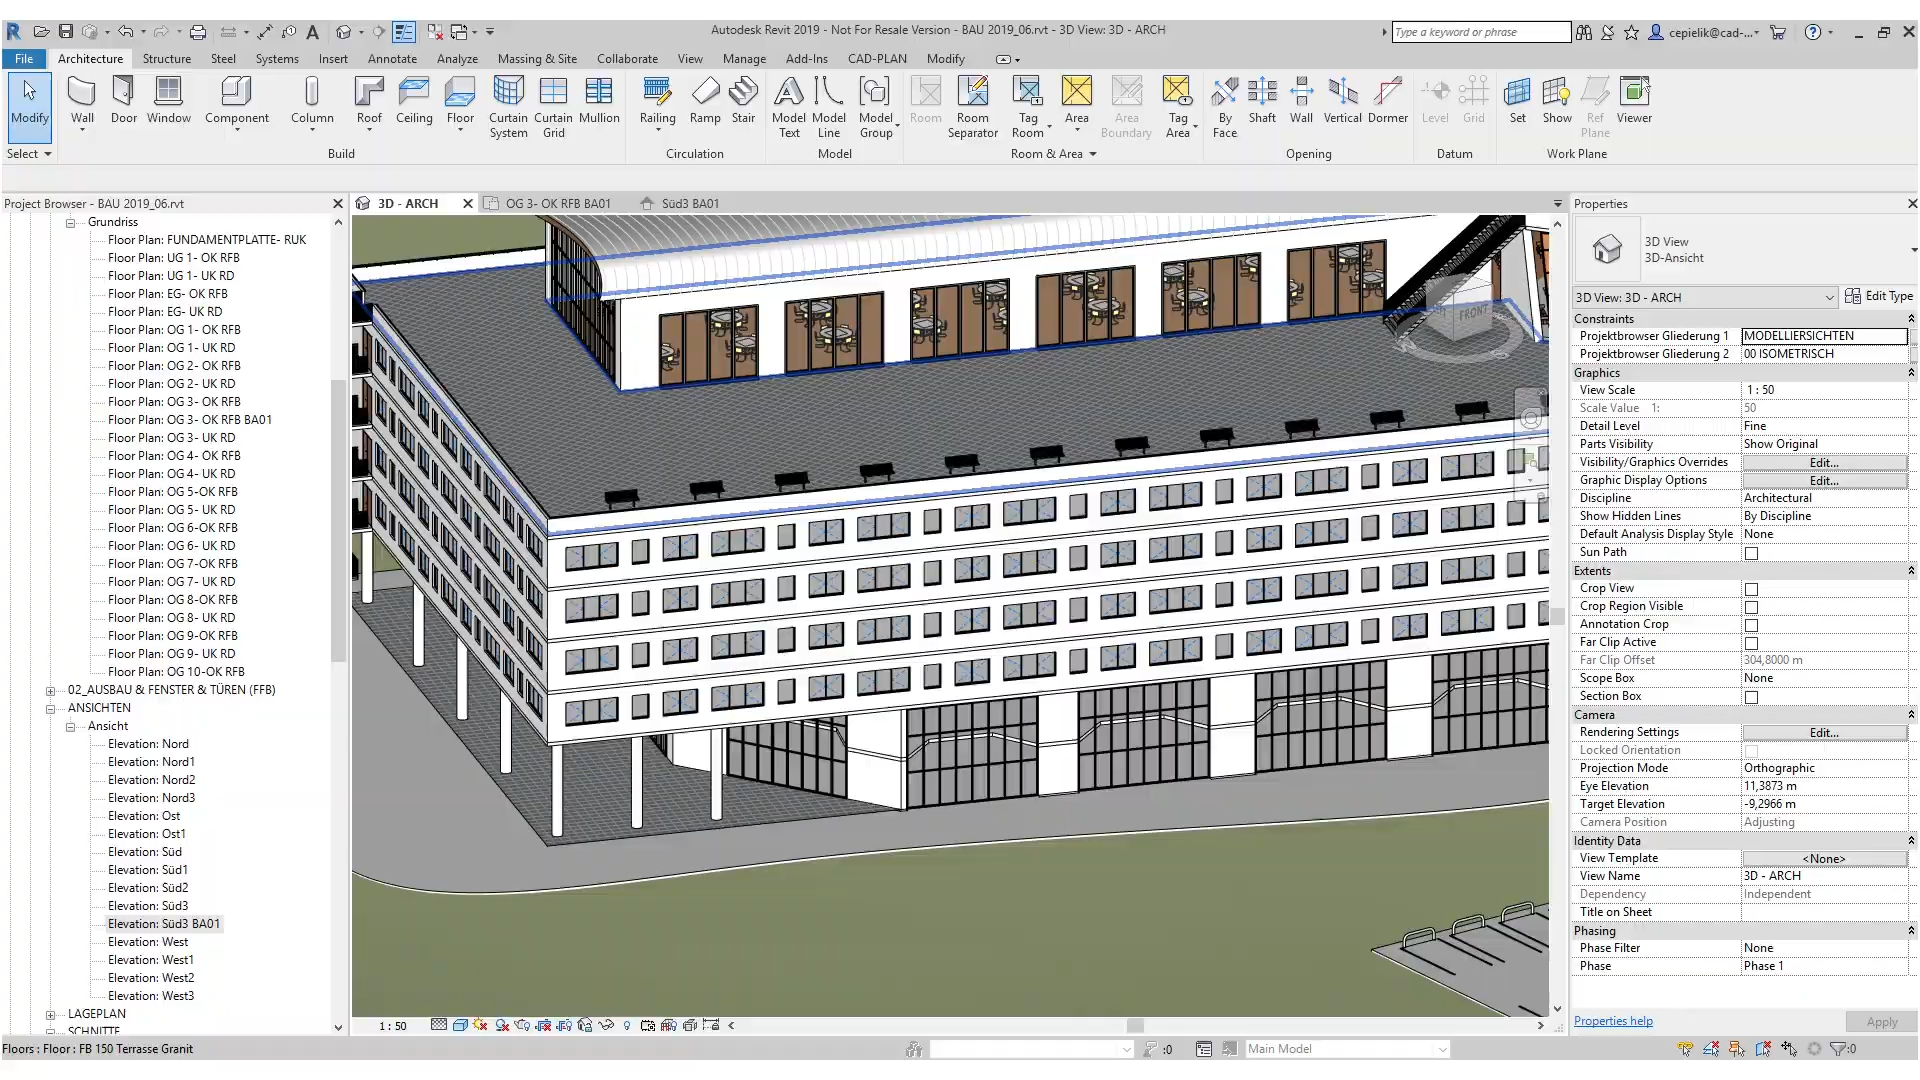 Autodesk Revit 2019 - Not For Resale Version - BAU 2019_06.rvt - 3D View: 3D - ARCH
Type a keyword or phrase
cepielik@cad-...
File Architecture Structure Steel Systems Insert Annotate Analyze Massing & Site Collaborate View Manage Add-Ins CAD-PLAN Modify
Modify
Wall
Door
Window
Component
Column
Roof
Ceiling
Floor
Curtain System
Curtain Grid
Mullion
Railing
Ramp
Stair
Model Text
Model Line
Model Group
Room
Room Separator
Tag Room
Area
Area Boundary
Tag Area
By Face
Shaft
Wall
Vertical
Dormer
Level
Grid
Set
Show
Ref Plane
Viewer
Select Build Circulation Model Room & Area Opening Datum Work Plane
Project Browser - BAU 2019_06.rvt
Grundriss
Floor Plan: FUNDAMENTPLATTE- RUK
Floor Plan: UG 1- OK RFB
Floor Plan: UG 1- UK RD
Floor Plan: EG- OK RFB
Floor Plan: EG- UK RD
Floor Plan: OG 1- OK RFB
Floor Plan: OG 1- UK RD
Floor Plan: OG 2- OK RFB
Floor Plan: OG 2- UK RD
Floor Plan: OG 3- OK RFB
Floor Plan: OG 3- OK RFB BA01
Floor Plan: OG 3- UK RD
Floor Plan: OG 4- OK RFB
Floor Plan: OG 4- UK RD
Floor Plan: OG 5-OK RFB
Floor Plan: OG 5- UK RD
Floor Plan: OG 6-OK RFB
Floor Plan: OG 6- UK RD
Floor Plan: OG 7-OK RFB
Floor Plan: OG 7- UK RD
Floor Plan: OG 8-OK RFB
Floor Plan: OG 8- UK RD
Floor Plan: OG 9-OK RFB
Floor Plan: OG 9- UK RD
Floor Plan: OG 10-OK RFB
02_AUSBAU & FENSTER & TÜREN (FFB)
ANSICHTEN
Ansicht
Elevation: Nord
Elevation: Nord1
Elevation: Nord2
Elevation: Nord3
Elevation: Ost
Elevation: Ost1
Elevation: Süd
Elevation: Süd1
Elevation: Süd2
Elevation: Süd3
Elevation: Süd3 BA01
Elevation: West
Elevation: West1
Elevation: West2
Elevation: West3
LAGEPLAN
SCHNITTE
3D - ARCH
OG 3- OK RFB BA01
Süd3 BA01
FRONT
1 : 50
Properties
3D View
3D-Ansicht
3D View: 3D - ARCH
Edit Type
Constraints
Projektbrowser Gliederung 1 MODELLIERSICHTEN
Projektbrowser Gliederung 2 00 ISOMETRISCH
Graphics
View Scale 1 : 50
Scale Value 1: 50
Detail Level Fine
Parts Visibility Show Original
Visibility/Graphics Overrides Edit...
Graphic Display Options Edit...
Discipline Architectural
Show Hidden Lines By Discipline
Default Analysis Display Style None
Sun Path
Extents
Crop View
Crop Region Visible
Annotation Crop
Far Clip Active
Far Clip Offset 304,8000 m
Scope Box None
Section Box
Camera
Rendering Settings Edit...
Locked Orientation
Projection Mode Orthographic
Eye Elevation 11,3873 m
Target Elevation -9,2966 m
Camera Position Adjusting
Identity Data
View Template <None>
View Name 3D - ARCH
Dependency Independent
Title on Sheet
Phasing
Phase Filter None
Phase Phase 1
Properties help
Apply
Floors : Floor : FB 150 Terrasse Granit
:0
Main Model
:0